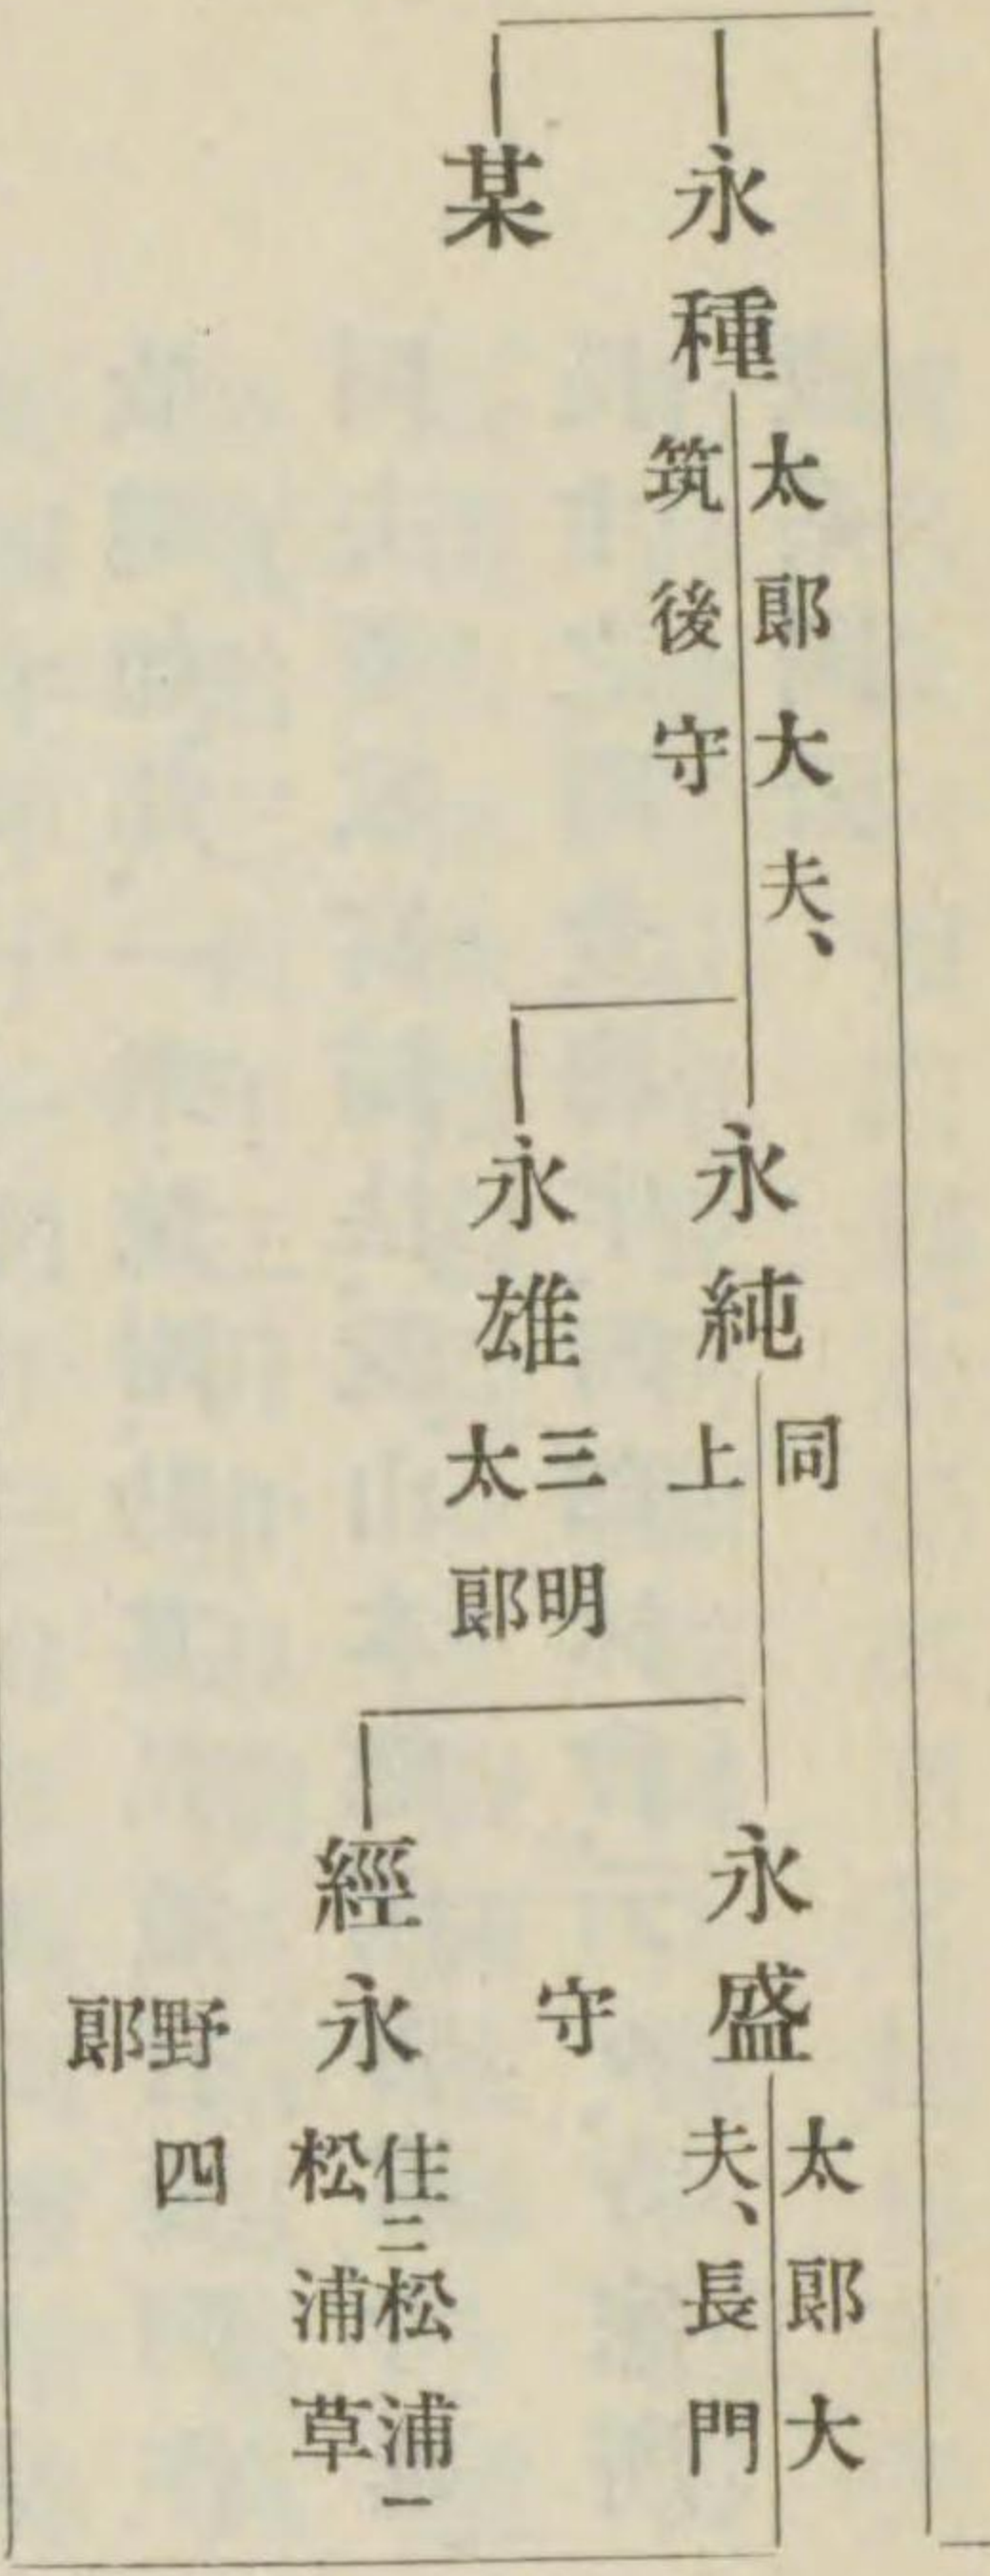 永種
太郎大夫、
筑後守
永純
同
上
永盛
太郎大
夫、長門
守
經永
住二松浦一
松浦草
野四
郎
永雄
三明
太郎
某